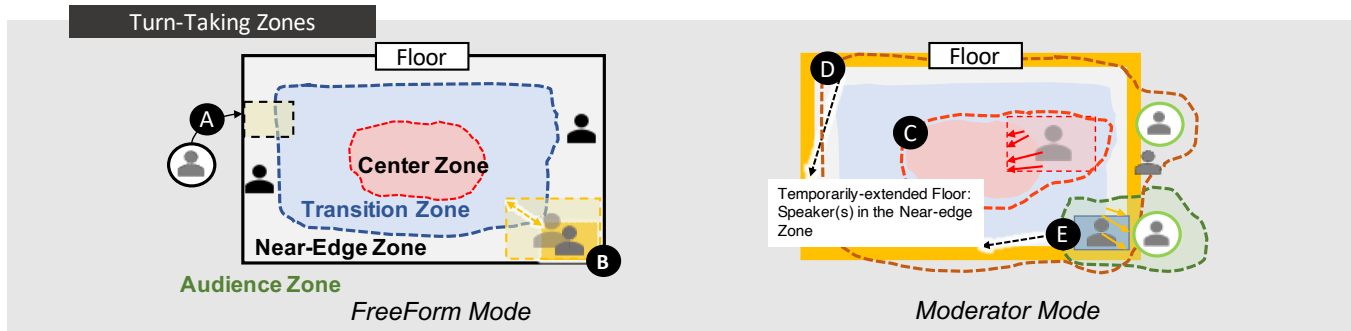 Turn-Taking Zones
Floor
A
Center Zone
Transition Zone
Near-Edge Zone
B
Audience Zone
FreeForm Mode
Floor
D
C
Temporarily-extended Floor:
Speaker(s) in the Near-edge
Zone
E
Moderator Mode